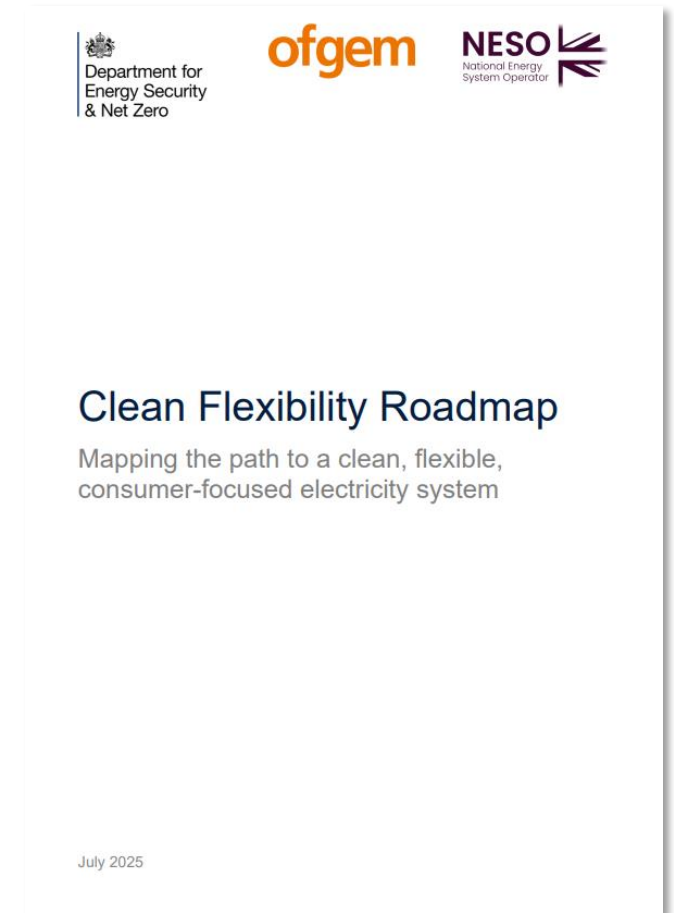 Department for
Energy Security
& Net Zero
ofgem
NESO
National Energy
System Operator
Clean Flexibility Roadmap
Mapping the path to a clean, flexible,
consumer-focused electricity system
July 2025